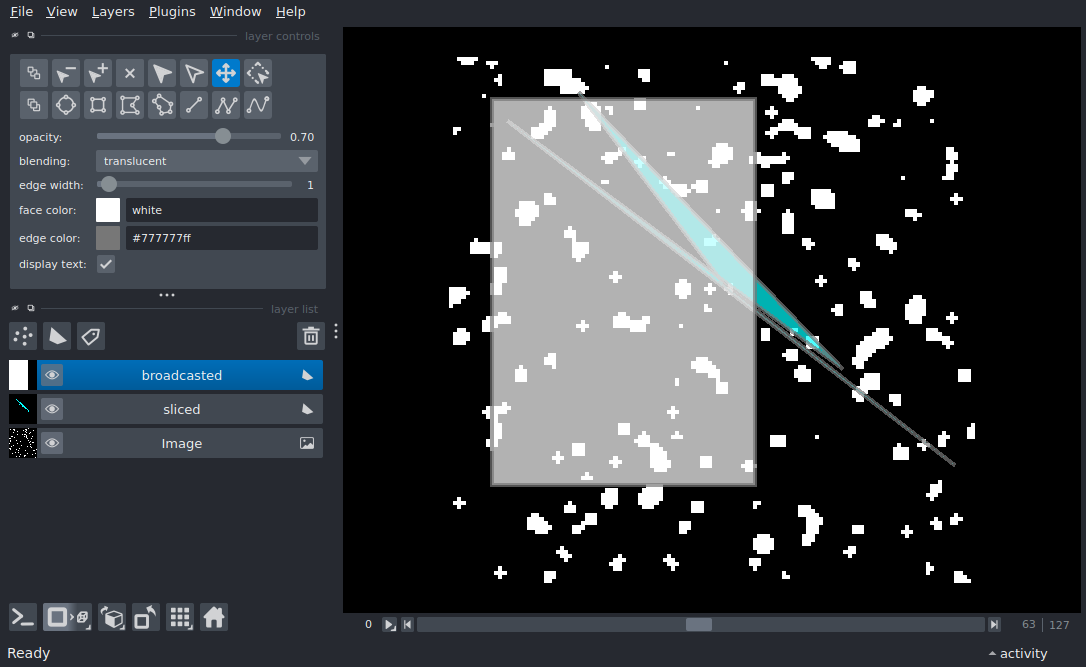 File View Layers Plugins Window Help
layer controls
opacity: 0.70
blending: translucent
edge width: 1
face color: white
edge color: #777777ff
display text:
layer list
broadcasted
sliced
Image
0 63 127
Ready activity